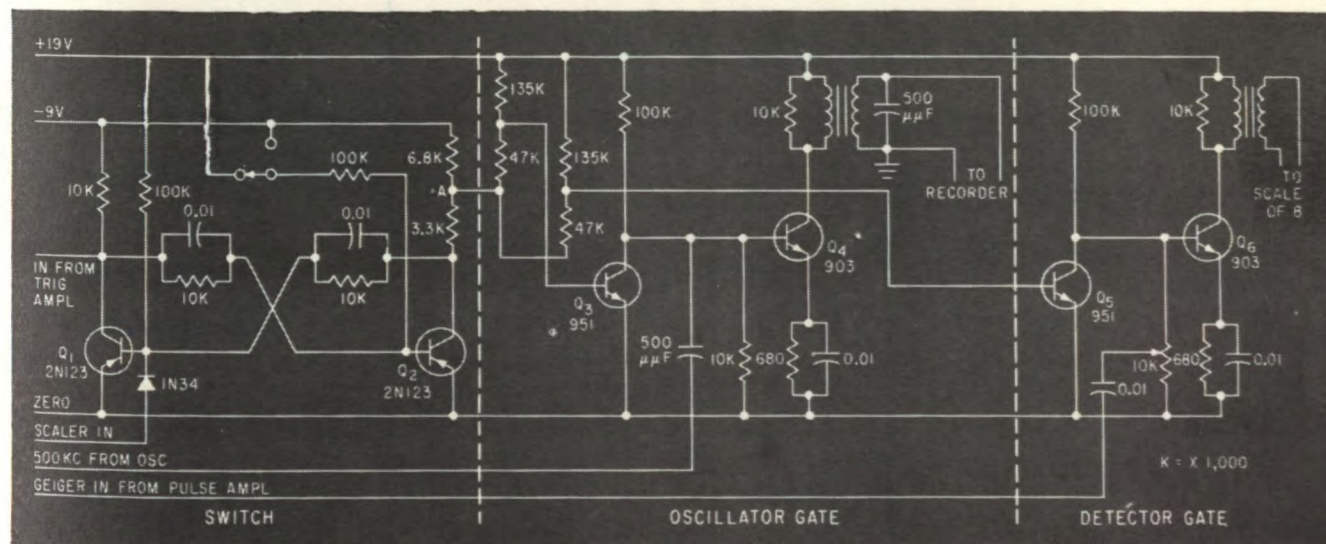 +19V
-9V
10K
100K
100K
6.8K
A
3.3K
0.01
10K
0.01
10K
IN FROM
TRIG
AMPL
Q1
2N123
1N34
Q2
2N123
ZERO
SCALER IN
500KC FROM OSC
GEIGER IN FROM PULSE AMPL
SWITCH
135K
47K
135K
47K
100K
10K
500
μμF
TO
RECORDER
Q3
951
Q4
903
500
μμF
10K
680
0.01
OSCILLATOR GATE
100K
10K
TO
SCALE
OF 8
Q5
951
Q6
903
0.01
10K
680
0.01
K = X 1,000
DETECTOR GATE